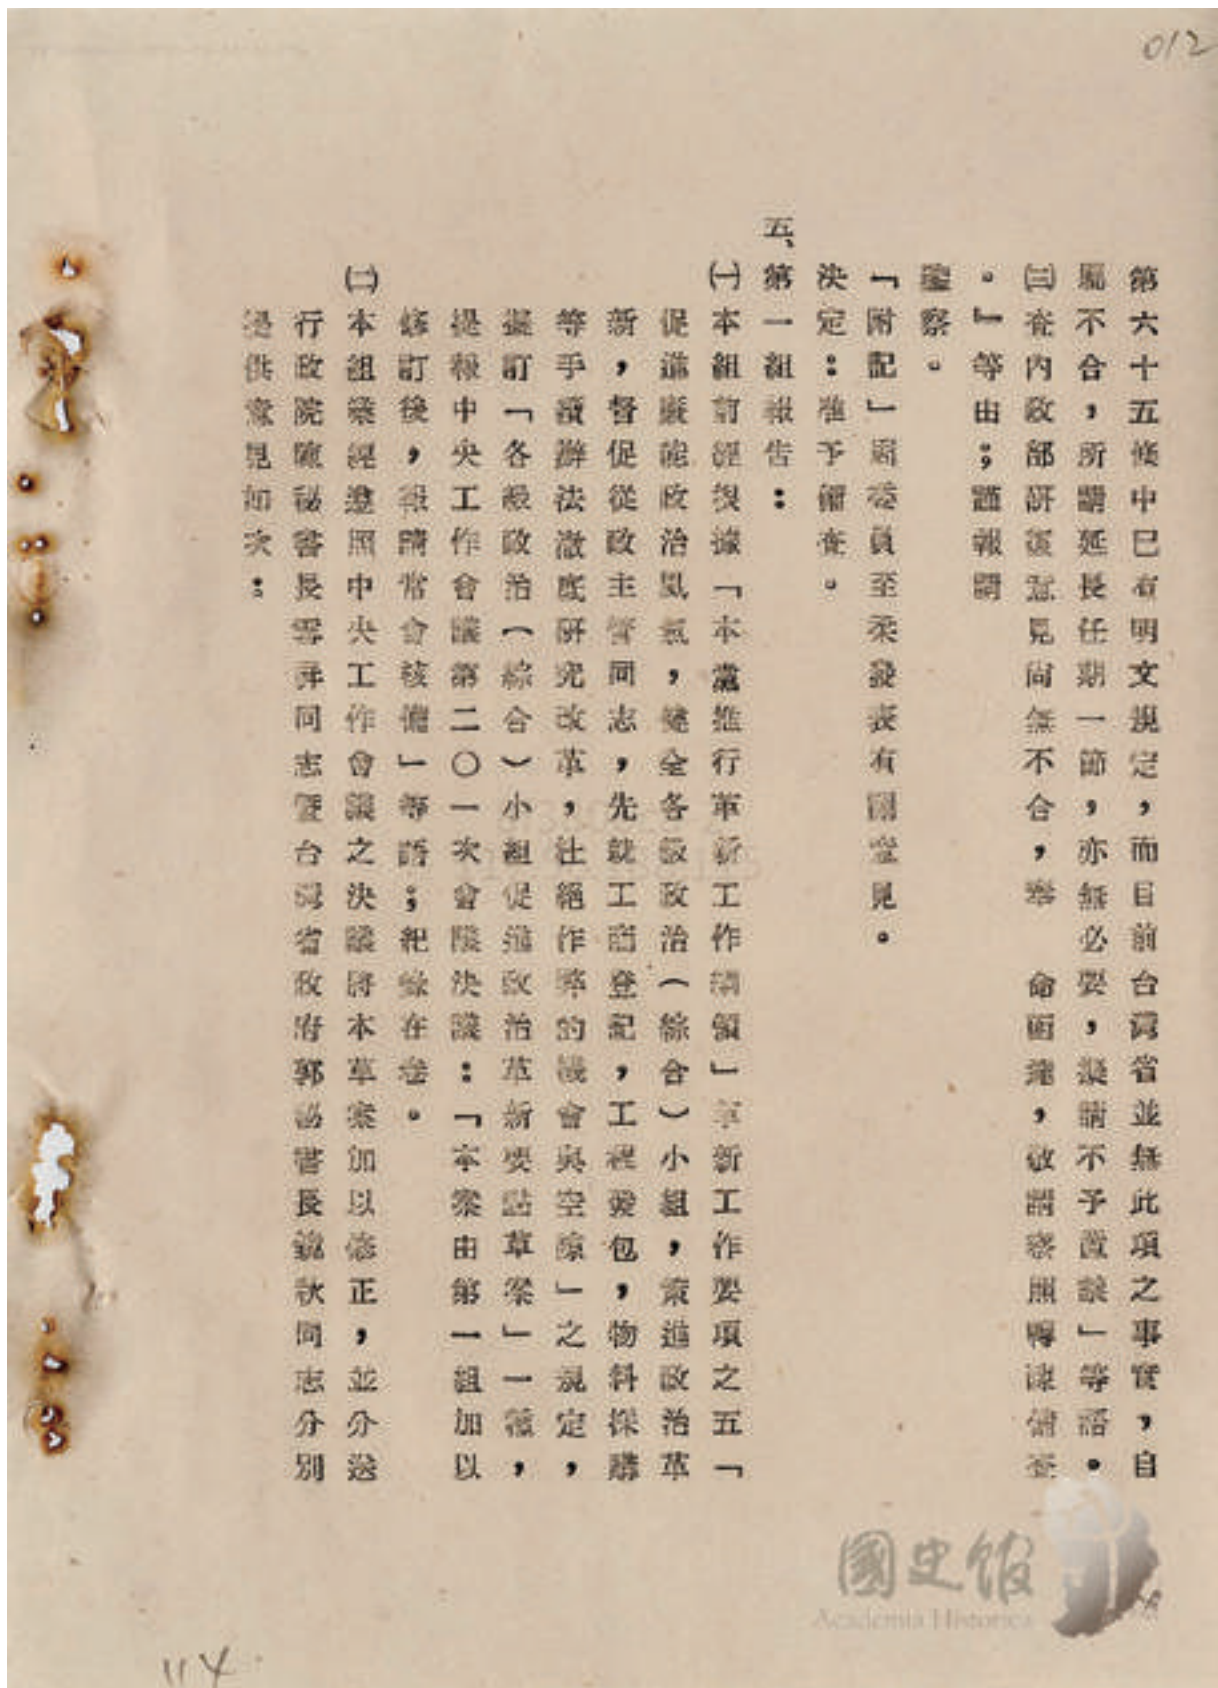 012
第六十五條中已有明文規定，而目前台灣省並無此項之事實，自
屬不合，所請延長任期一節，亦無必要，擬請不予置議」等語。
㈢查內政部研復意見尚無不合，奉　命函達，敬請察照轉陳備查
。』等由；謹報請
鑒察。
「附記」周委員至柔發表有關意見。
決定：准予備查。
五、第一組報告：
㈠本組前經根據「本黨推行革新工作綱領」革新工作要項之五「
促進廉能政治風氣，健全各級政治（綜合）小組，策進政治革
新，督促從政主管同志，先就工商登記，工程發包，物料採購
等手續辦法澈底研究改革，杜絕作弊的機會與空隙」之規定，
擬訂「各級政治（綜合）小組促進政治革新要點草案」一種，
提報中央工作會議第二〇一次會議決議：「本案由第一組加以
修訂後，報請常會核備」等語；紀錄在卷。
㈡本組業經遵照中央工作會議之決議將本草案加以修正，並分送
行政院陳祕書長雪屏同志暨台灣省政府郭祕書長鏡秋同志分別
提供意見如次：
國史館
Academia Historica
114